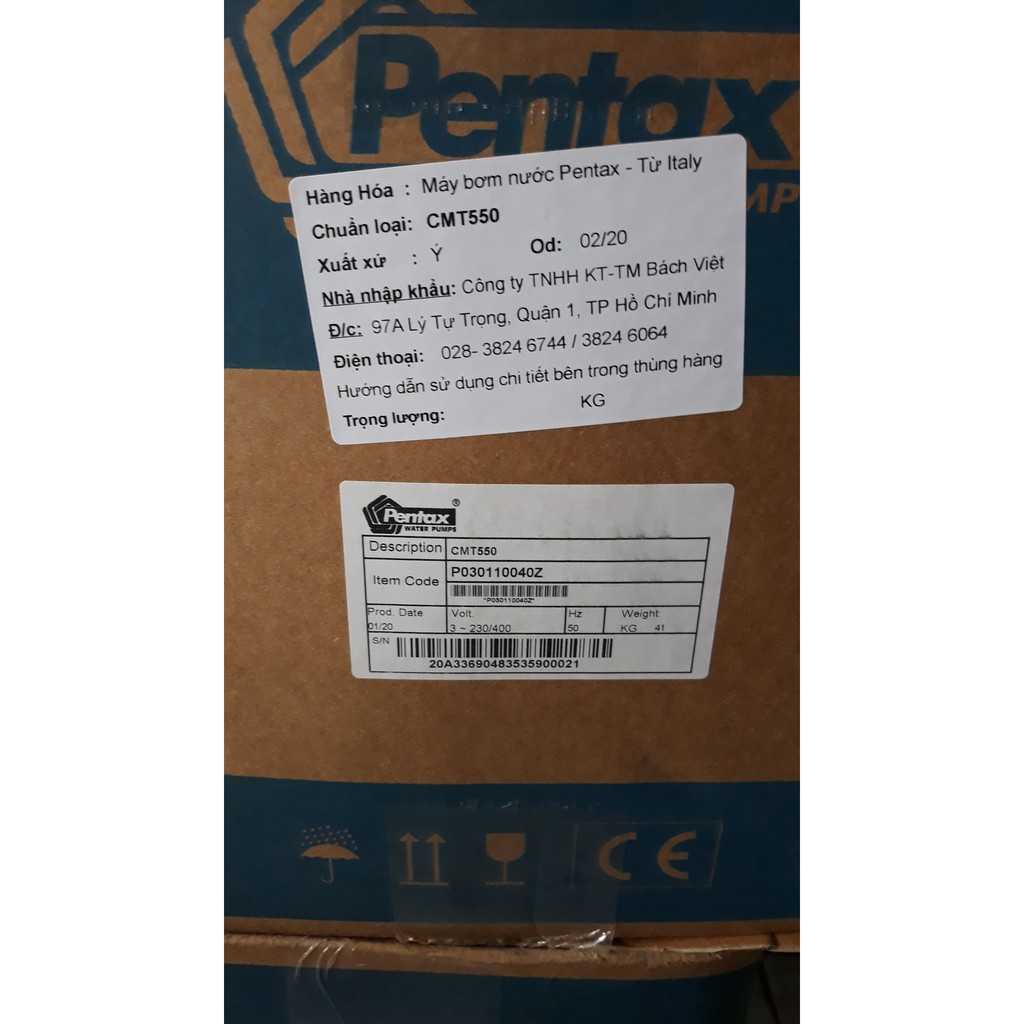 Pentax
MP
Hàng Hóa : Máy bơm nước Pentax - Từ Italy
Chuẩn loại: CMT550
Xuất xứ : Ý Od: 02/20
Nhà nhập khẩu: Công ty TNHH KT-TM Bách Việt
Đ/c: 97A Lý Tự Trọng, Quận 1, TP Hồ Chí Minh
Điện thoại: 028- 3824 6744 / 3824 6064
Hướng dẫn sử dụng chi tiết bên trong thùng hàng
Trọng lượng: KG
Pentax ®
WATER PUMPS
Description CMT550
Item Code P030110040Z
*P030110040Z*
Prod. Date Volt. Hz Weight
01/20 3 ~ 230/400 50 KG 41
S/N
20A33690483535900021
CE